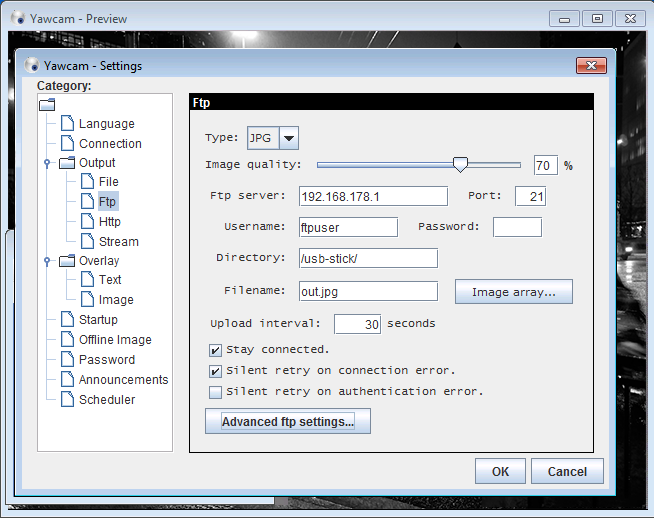 Yawcam - Preview
Yawcam - Settings
Category:
Language
Connection
Output
File
Ftp
Http
Stream
Overlay
Text
Image
Startup
Offline Image
Password
Announcements
Scheduler
Ftp
Type: JPG
Image quality: 70 %
Ftp server: 192.168.178.1 Port: 21
Username: ftpuser Password:
Directory: /usb-stick/
Filename: out.jpg Image array...
Upload interval: 30 seconds
Stay connected.
Silent retry on connection error.
Silent retry on authentication error.
Advanced ftp settings...
OK Cancel